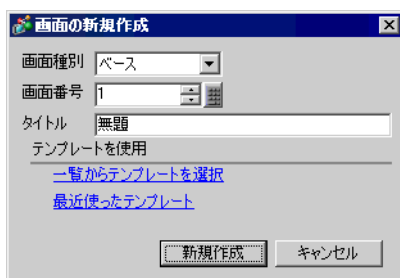 画面の新規作成
画面種別 ベース
画面番号 1
タイトル 無題
テンプレートを使用
一覧からテンプレートを選択
最近使ったテンプレート
新規作成 キャンセル